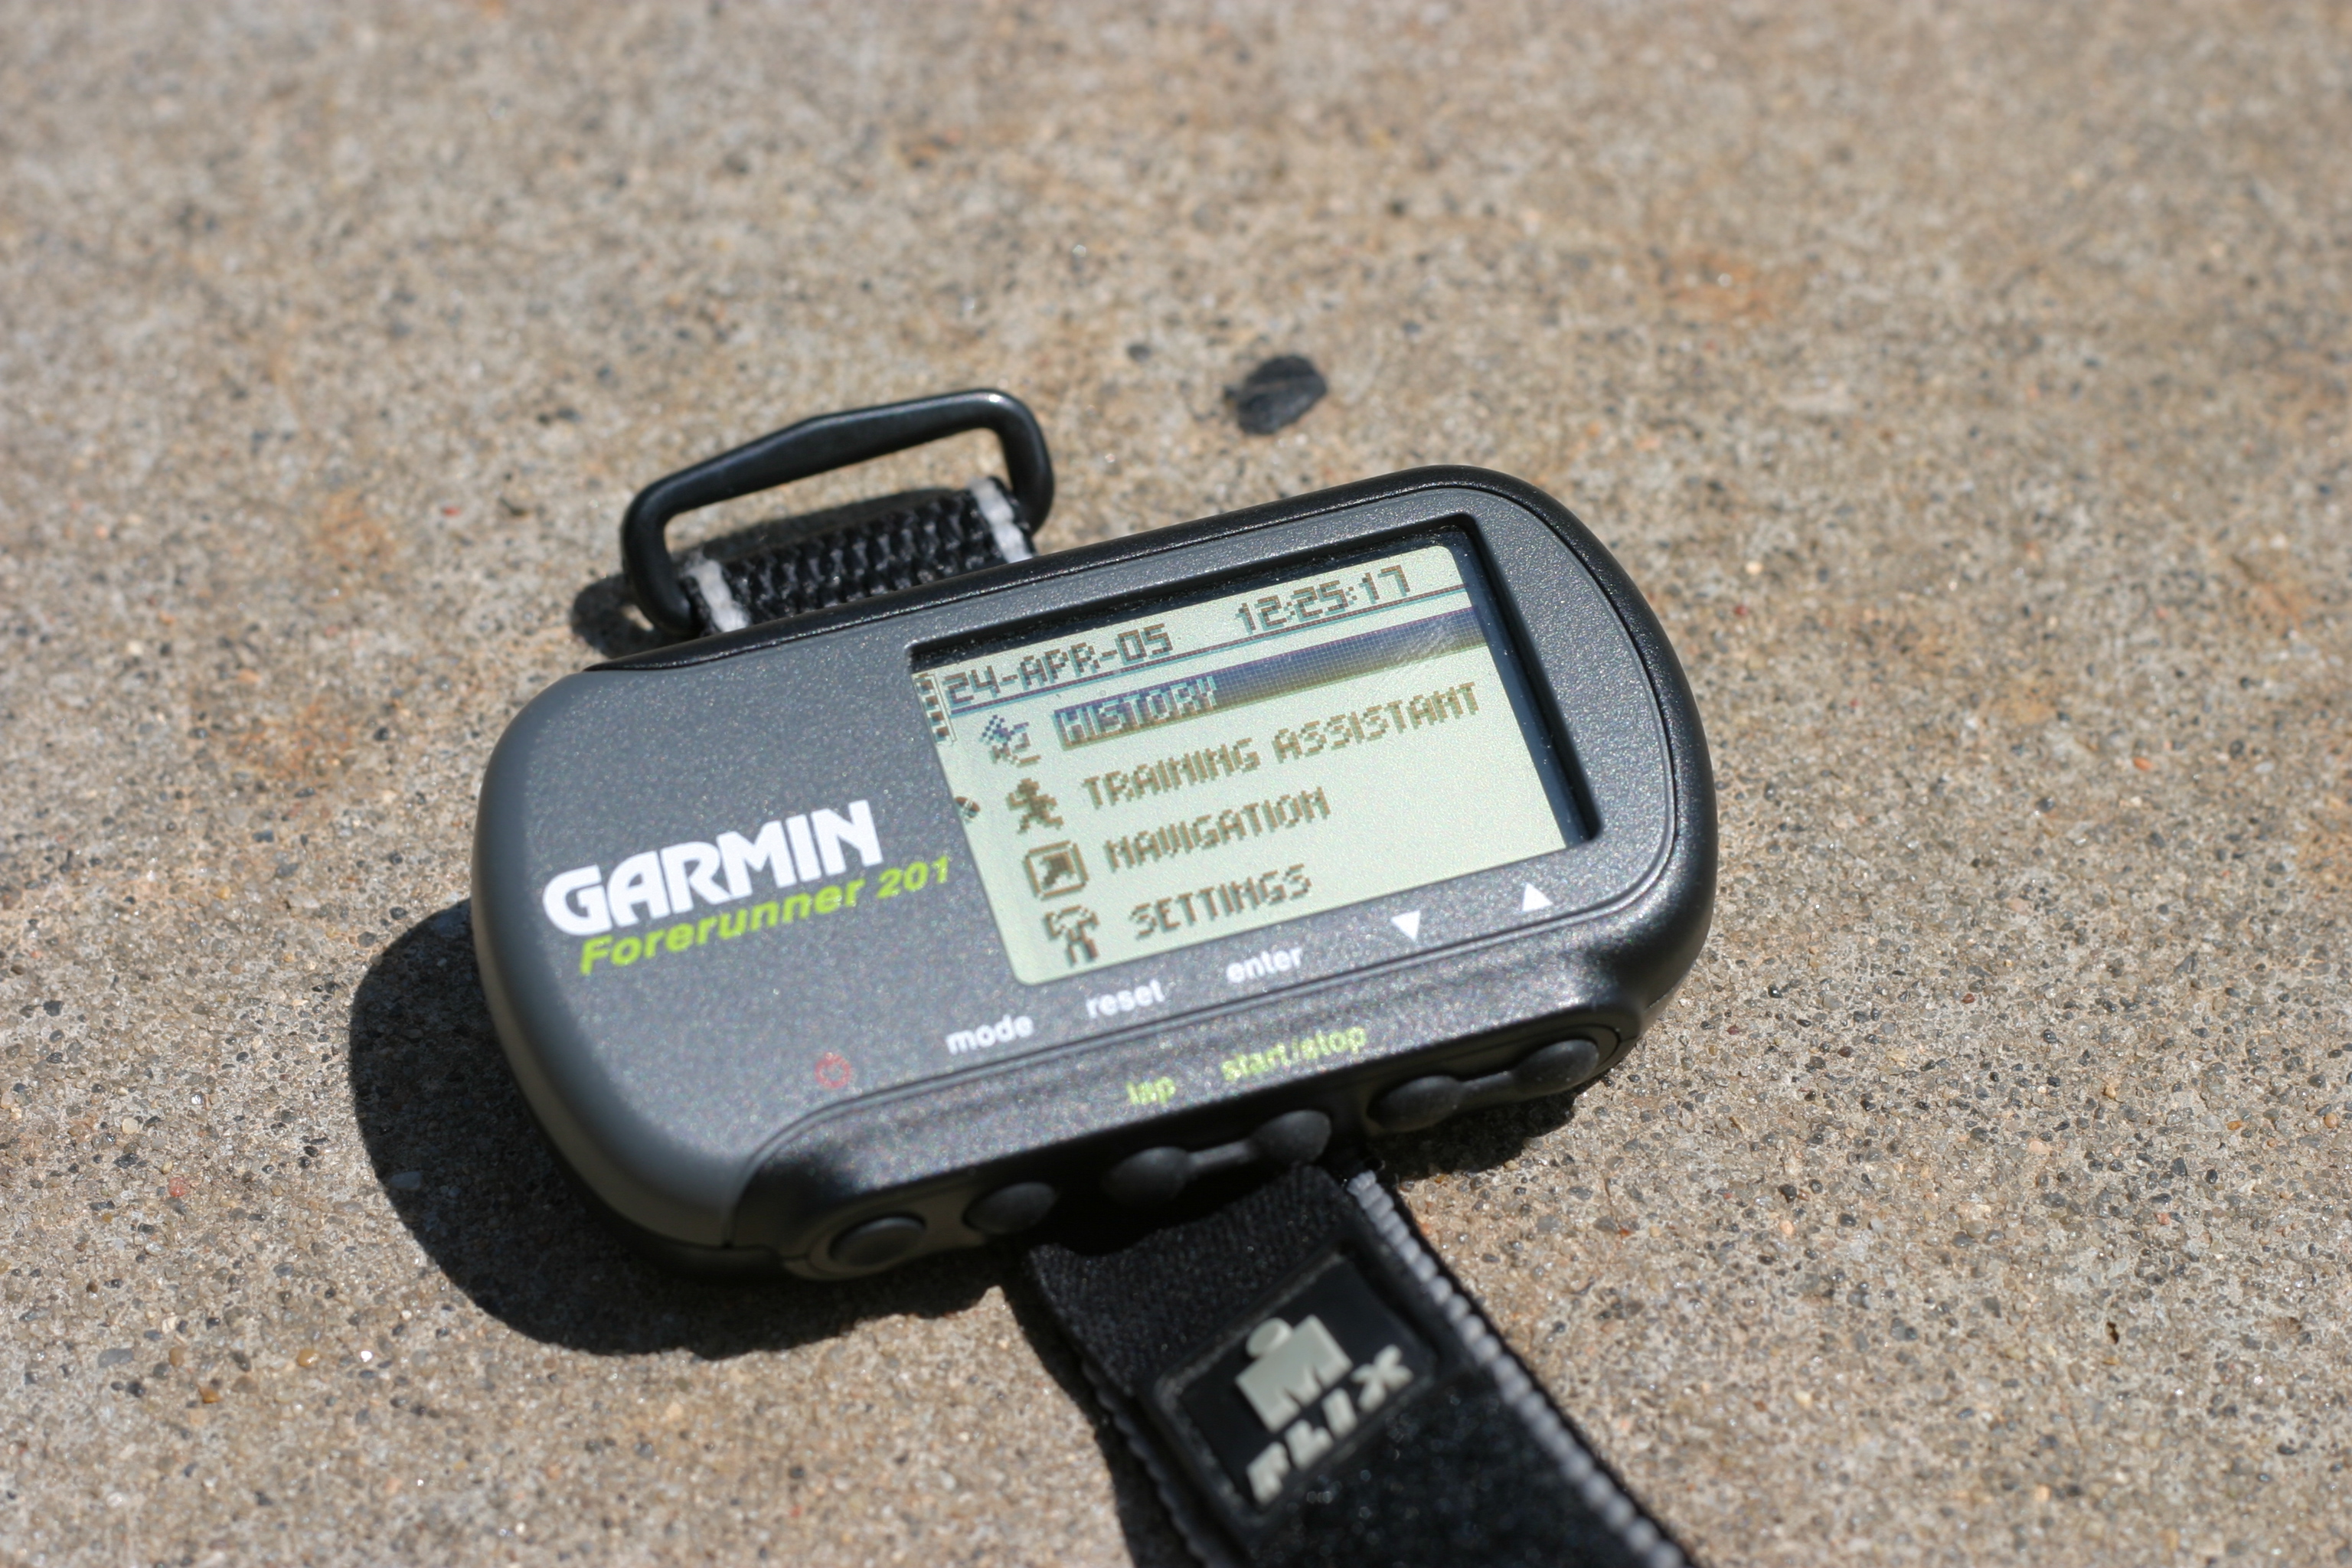 24-APR-05 12:25:17
HISTORY
TRAINING ASSISTANT
NAVIGATION
SETTINGS
GARMIN
Forerunner 201
mode reset enter
lap start/stop
M
FLIX